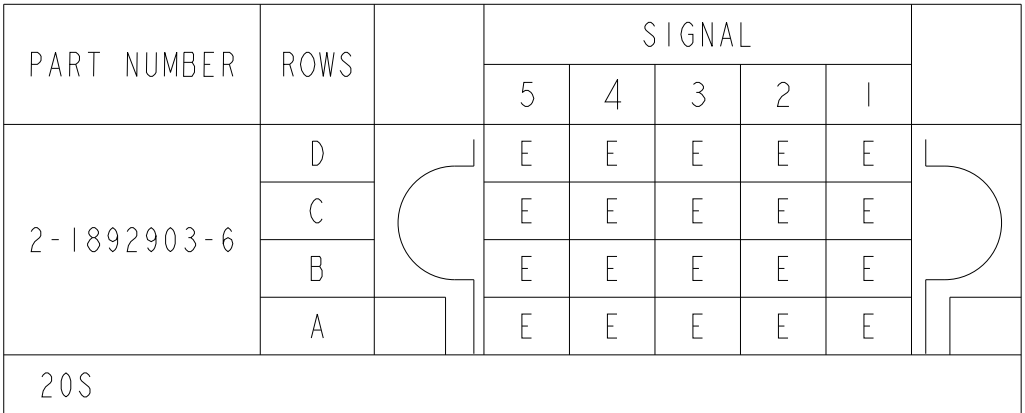 SIGNAL
PART NUMBER ROWS
5 4 3 2 1
D E E E E E
C E E E E E
2-1892903-6
B E E E E E
A E E E E E
20S